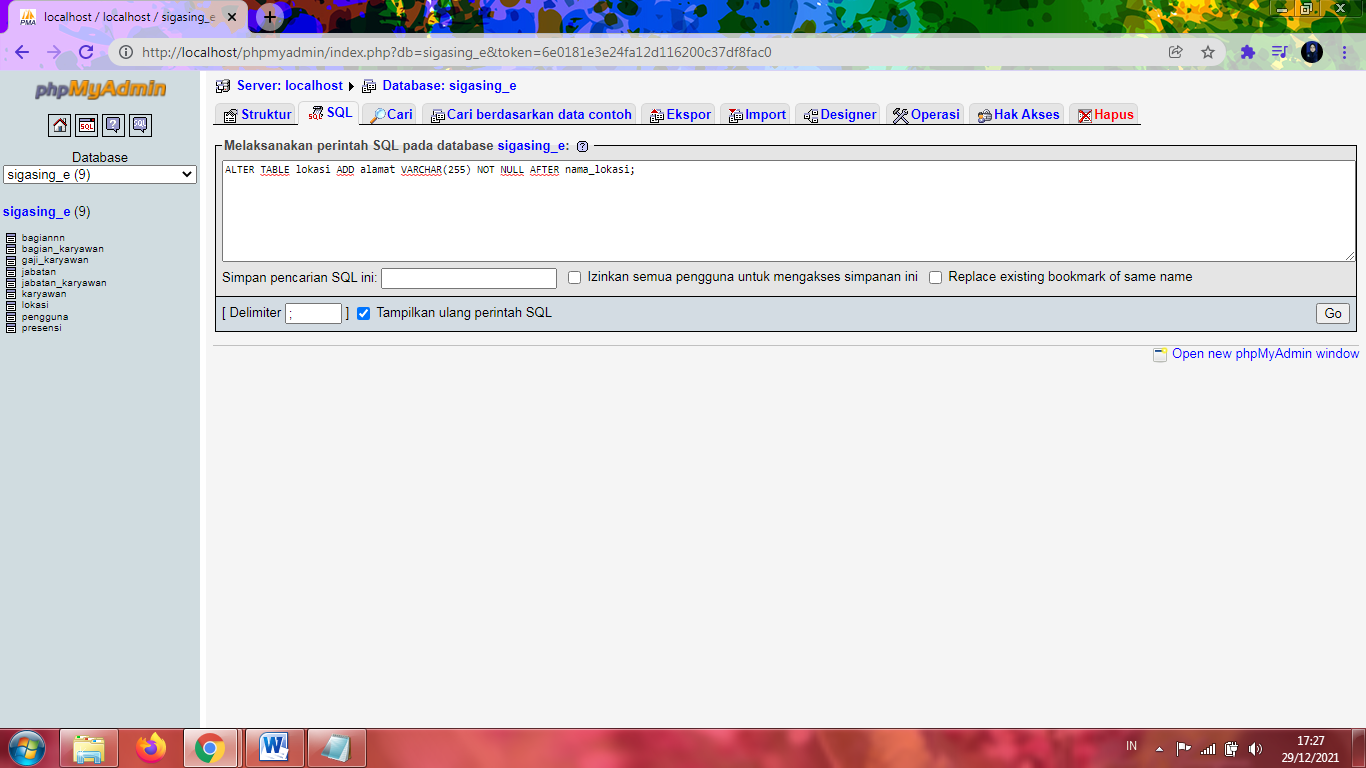 localhost / localhost / sigasing_e
http://localhost/phpmyadmin/index.php?db=sigasing_e&token=6e0181e3e24fa12d116200c37df8fac0
phpMyAdmin
Database
sigasing_e (9)
sigasing_e (9)
bagiannn
bagian_karyawan
gaji_karyawan
jabatan
jabatan_karyawan
karyawan
lokasi
pengguna
presensi
Server: localhost Database: sigasing_e
Struktur SQL Cari Cari berdasarkan data contoh Ekspor Import Designer Operasi Hak Akses Hapus
Melaksanakan perintah SQL pada database sigasing_e:
ALTER TABLE lokasi ADD alamat VARCHAR(255) NOT NULL AFTER nama_lokasi;
Simpan pencarian SQL ini: Izinkan semua pengguna untuk mengakses simpanan ini Replace existing bookmark of same name
[ Delimiter ; ] Tampilkan ulang perintah SQL Go
Open new phpMyAdmin window
IN 17:27
29/12/2021